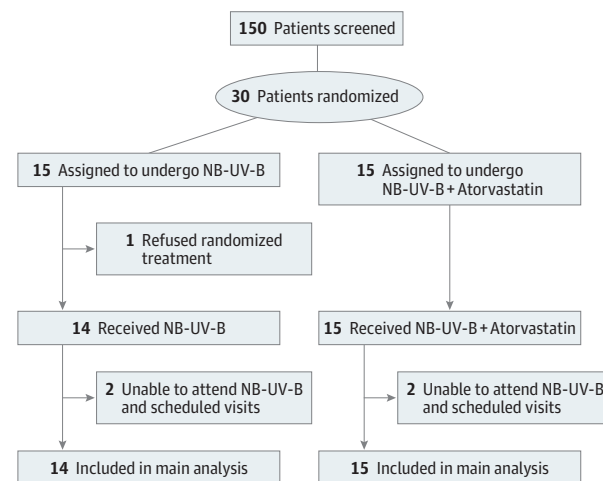 150 Patients screened
30 Patients randomized
15 Assigned to undergo NB-UV-B
15 Assigned to undergo
NB-UV-B + Atorvastatin
1 Refused randomized
treatment
14 Received NB-UV-B
15 Received NB-UV-B + Atorvastatin
2 Unable to attend NB-UV-B
and scheduled visits
2 Unable to attend NB-UV-B
and scheduled visits
14 Included in main analysis
15 Included in main analysis